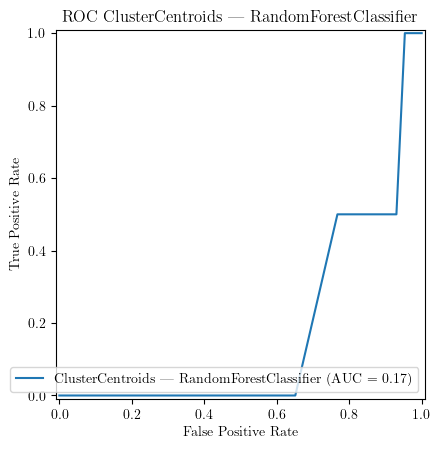 ROC ClusterCentroids — RandomForestClassifier
True Positive Rate
1.0
0.8
0.6
0.4
0.2
0.0
ClusterCentroids — RandomForestClassifier (AUC = 0.17)
0.0 0.2 0.4 0.6 0.8 1.0
False Positive Rate